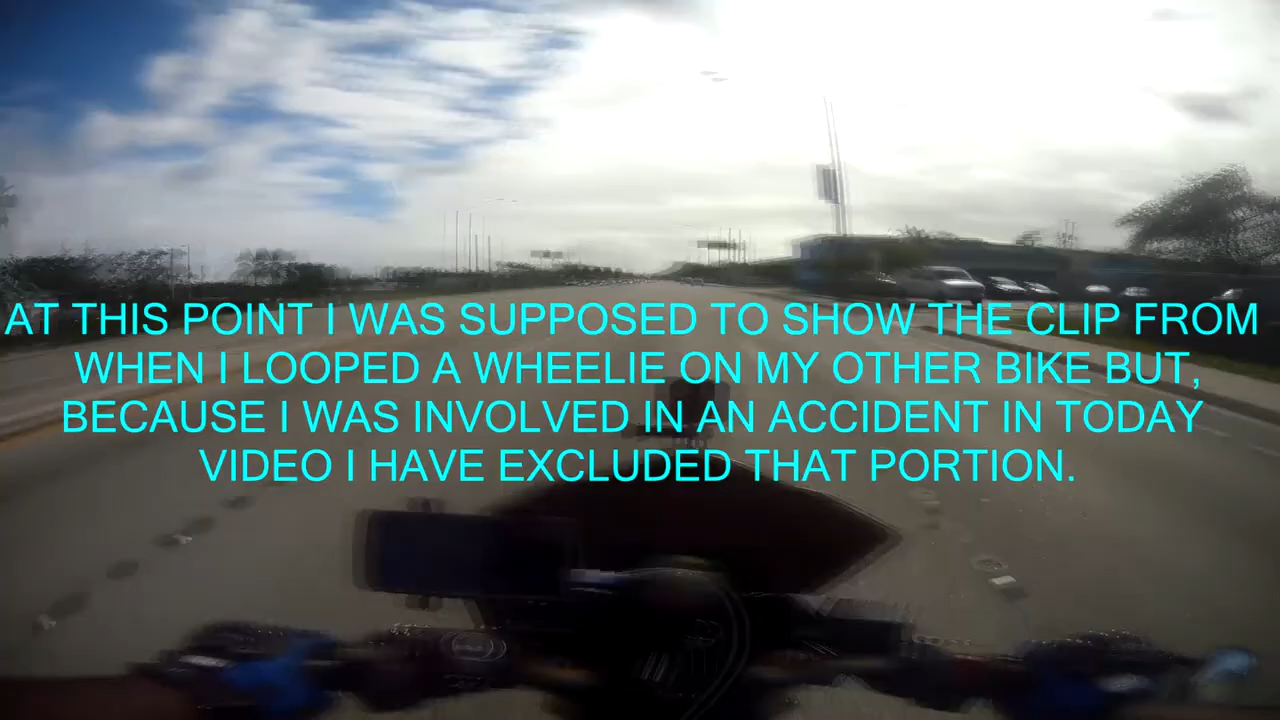 AT THIS POINT I WAS SUPPOSED TO SHOW THE CLIP FROM
WHEN I LOOPED A WHEELIE ON MY OTHER BIKE BUT,
BECAUSE I WAS INVOLVED IN AN ACCIDENT IN TODAY
VIDEO I HAVE EXCLUDED THAT PORTION.